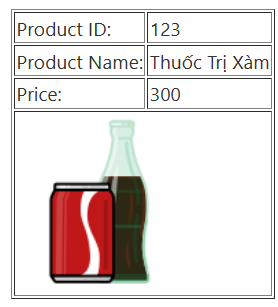 Product ID: 123
Product Name: Thuốc Trị Xàm
Price: 300